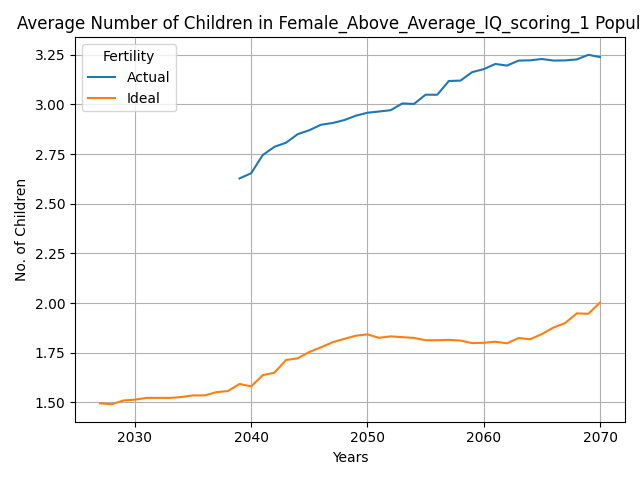 Average Number of Children in Female_Above_Average_IQ_scoring_1 Popul
Fertility
Actual
Ideal
3.25
3.00
2.75
2.50
2.25
2.00
1.75
1.50
No. of Children
2030
2040
2050
2060
2070
Years